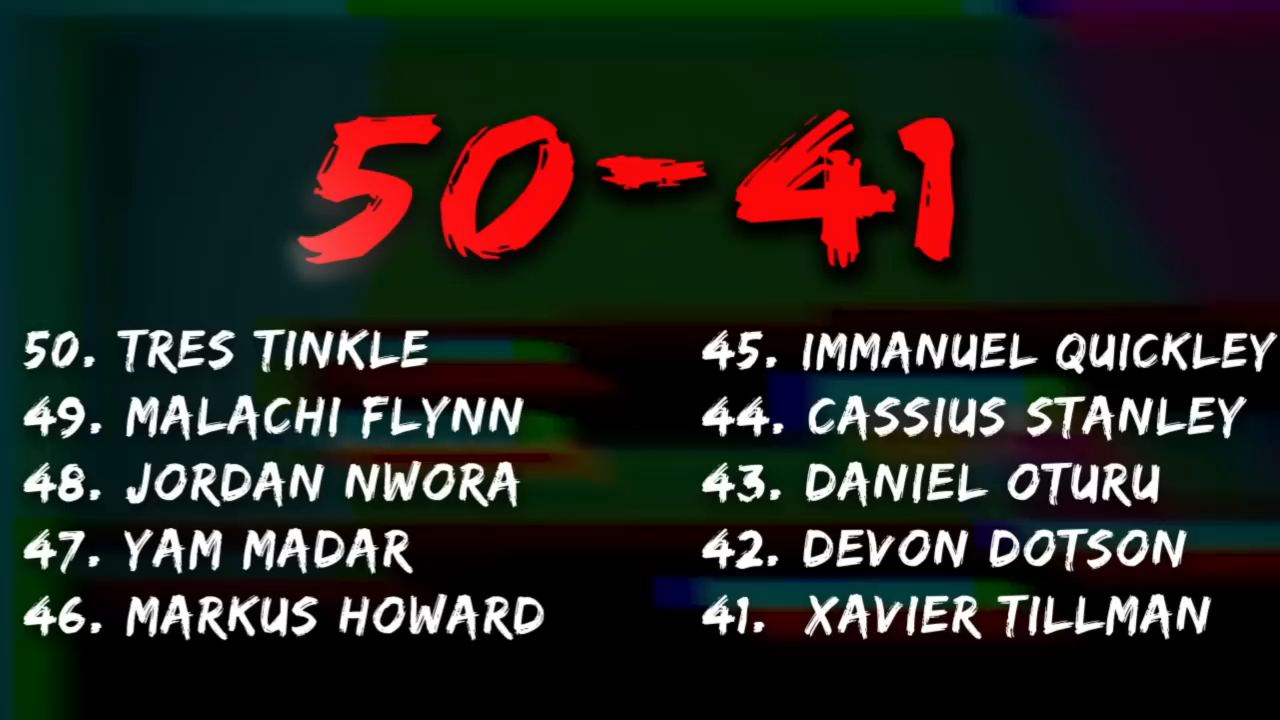 50-41
50. TRES TINKLE
49. MALACHI FLYNN
48. JORDAN NWORA
47. YAM MADAR
46. MARKUS HOWARD
45. IMMANUEL QUICKLEY
44. CASSIUS STANLEY
43. DANIEL OTURU
42. DEVON DOTSON
41. XAVIER TILLMAN